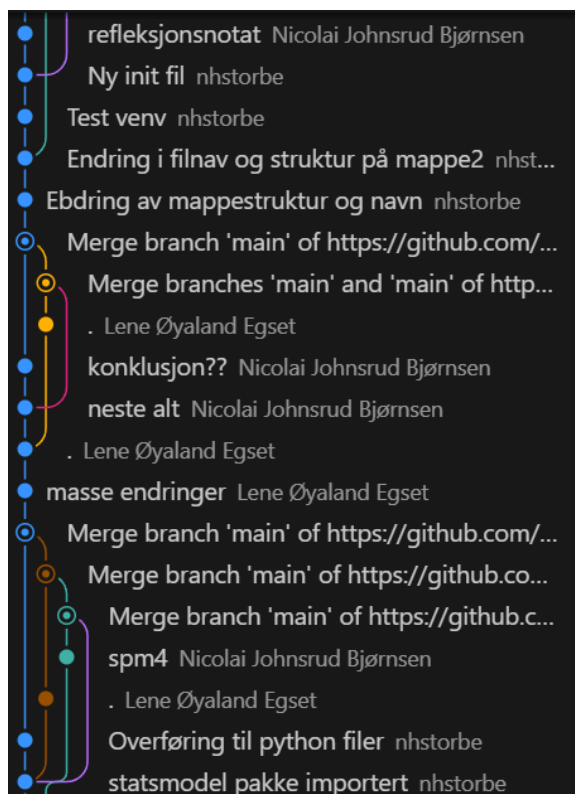 refleksjonsnotat Nicolai Johnsrud Bjørnsen
Ny init fil nhstorbe
Test venv nhstorbe
Endring i filnav og struktur på mappe2 nhst...
Ebdring av mappestruktur og navn nhstorbe
Merge branch 'main' of https://github.com/...
Merge branches 'main' and 'main' of http...
. Lene Øyaland Egset
konklusjon?? Nicolai Johnsrud Bjørnsen
neste alt Nicolai Johnsrud Bjørnsen
. Lene Øyaland Egset
masse endringer Lene Øyaland Egset
Merge branch 'main' of https://github.com/...
Merge branch 'main' of https://github.co...
Merge branch 'main' of https://github.c...
spm4 Nicolai Johnsrud Bjørnsen
. Lene Øyaland Egset
Overføring til python filer nhstorbe
statsmodel pakke importert nhstorbe